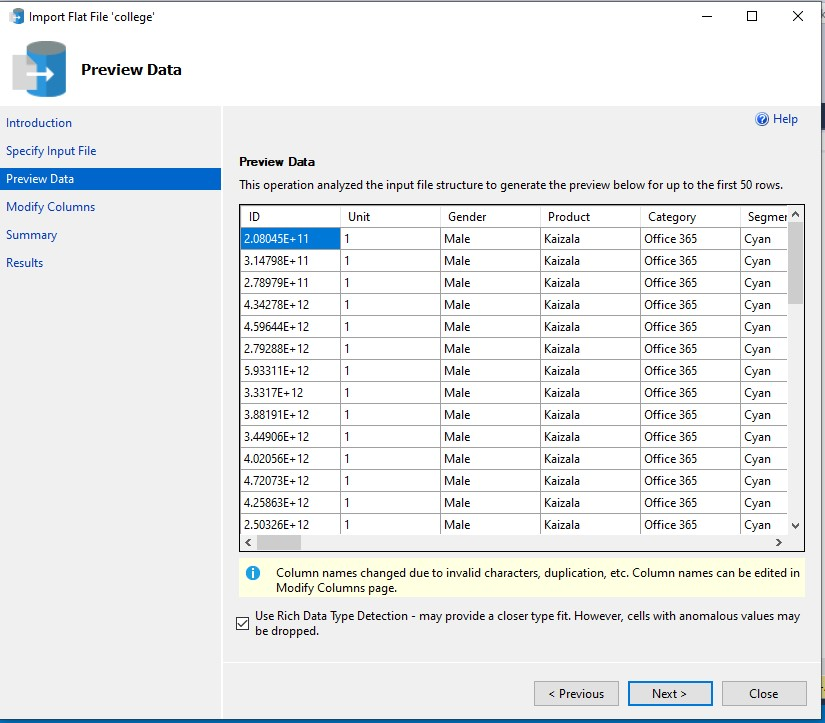 Import Flat File 'college'
Preview Data
Introduction
Specify Input File
Preview Data
Modify Columns
Summary
Results
Help
Preview Data
This operation analyzed the input file structure to generate the preview below for up to the first 50 rows.
ID Unit Gender Product Category Segmer
2.08045E+11 1 Male Kaizala Office 365 Cyan
3.14798E+11 1 Male Kaizala Office 365 Cyan
2.78979E+11 1 Male Kaizala Office 365 Cyan
4.34278E+12 1 Male Kaizala Office 365 Cyan
4.59644E+12 1 Male Kaizala Office 365 Cyan
2.79288E+12 1 Male Kaizala Office 365 Cyan
5.93311E+12 1 Male Kaizala Office 365 Cyan
3.3317E+12 1 Male Kaizala Office 365 Cyan
3.88191E+12 1 Male Kaizala Office 365 Cyan
3.44906E+12 1 Male Kaizala Office 365 Cyan
4.02056E+12 1 Male Kaizala Office 365 Cyan
4.72073E+12 1 Male Kaizala Office 365 Cyan
4.25863E+12 1 Male Kaizala Office 365 Cyan
2.50326E+12 1 Male Kaizala Office 365 Cyan
Column names changed due to invalid characters, duplication, etc. Column names can be edited in
Modify Columns page.
Use Rich Data Type Detection - may provide a closer type fit. However, cells with anomalous values may
be dropped.
< Previous Next > Close